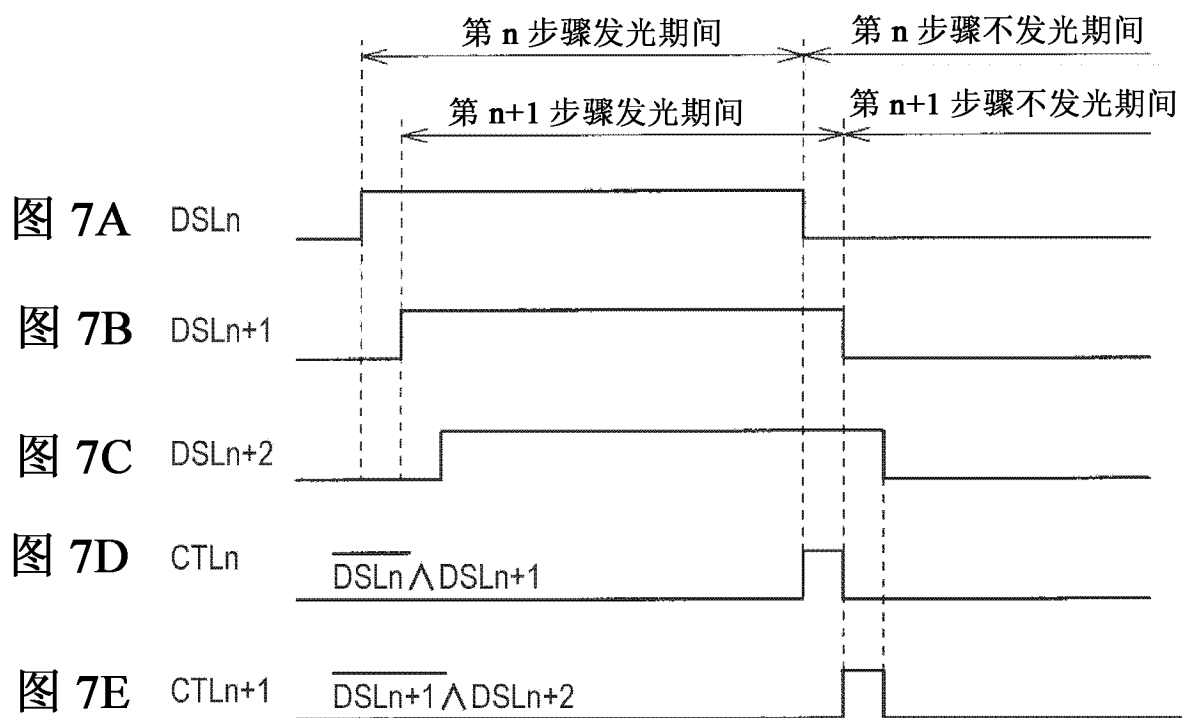 第 n 步骤发光期间 第 n 步骤不发光期间
第 n+1 步骤发光期间 第 n+1 步骤不发光期间
图 7A DSLn
图 7B DSLn+1
图 7C DSLn+2
图 7D CTLn D̅S̅L̅n̅∧DSLn+1
图 7E CTLn+1 D̅S̅L̅n̅+̅1̅∧DSLn+2